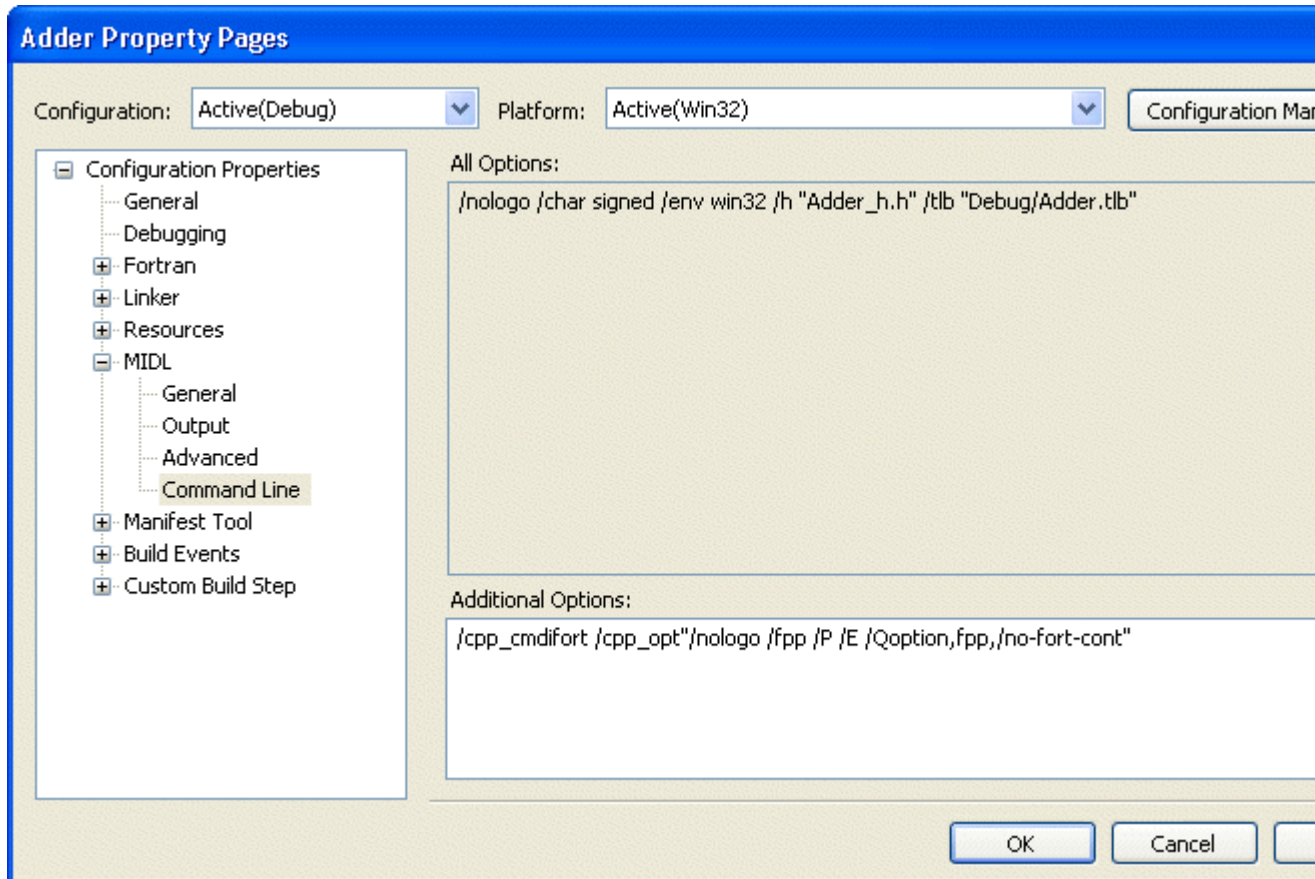 Adder Property Pages
Configuration: Active(Debug) Platform: Active(Win32) Configuration Mar
Configuration Properties
General
Debugging
Fortran
Linker
Resources
MIDL
General
Output
Advanced
Command Line
Manifest Tool
Build Events
Custom Build Step
All Options:
/nologo /char signed /env win32 /h "Adder_h.h" /tlb "Debug/Adder.tlb"
Additional Options:
/cpp_cmdifort /cpp_opt"/nologo /fpp /P /E /Qoption,fpp,/no-fort-cont"
OK Cancel